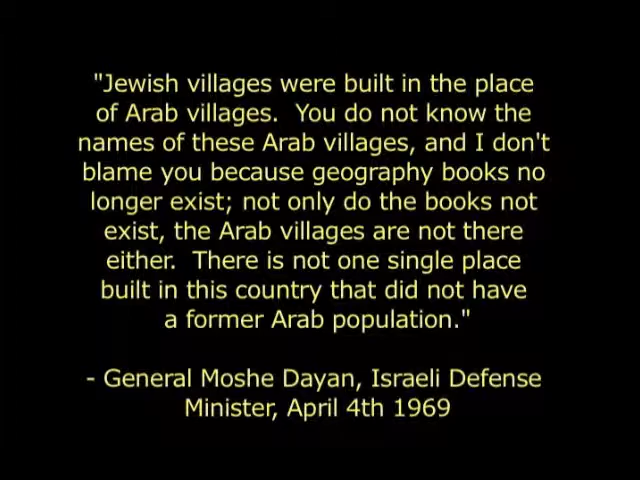 "Jewish villages were built in the place
of Arab villages.  You do not know the
names of these Arab villages, and I don't
blame you because geography books no
longer exist; not only do the books not
exist, the Arab villages are not there
either.  There is not one single place
built in this country that did not have
a former Arab population."
- General Moshe Dayan, Israeli Defense
Minister, April 4th 1969